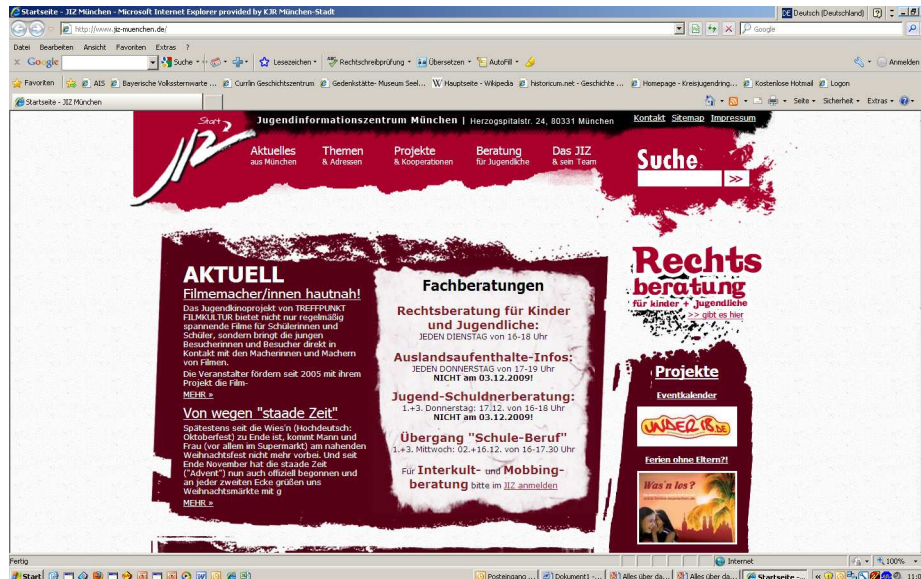 Startseite - JIZ München - Microsoft Internet Explorer provided by KJR München-Stadt
DE Deutsch (Deutschland)
http://www.jiz-muenchen.de/
Google
Datei Bearbeiten Ansicht Favoriten Extras ?
Google
Suche
Lesezeichen
Rechtschreibprüfung
Übersetzen
AutoFill
Anmelden
Favoriten
AIS
Bayerische Volkssternwarte ...
Currlin Geschichtszentrum
Gedenkstätte- Museum Seel...
Hauptseite - Wikipedia
historicum.net - Geschichte ...
Homepage - Kreisjugendring...
Kostenlose Hotmail
Logon
Startseite - JIZ München
Seite
Sicherheit
Extras
Start
JIZ
Jugendinformationszentrum München | Herzogspitalstr. 24, 80331 München
Kontakt Sitemap Impressum
Aktuelles Themen Projekte Beratung Das JIZ
aus München & Adressen & Kooperationen für Jugendliche & sein Team
Suche
>>
AKTUELL
Filmemacher/innen hautnah!
Das Jugendkinoprojekt von TREFFPUNKT
FILMKULTUR bietet nicht nur regelmäßig
spannende Filme für Schülerinnen und
Schüler, sondern bringt die jungen
Besucherinnen und Besucher direkt in
Kontakt mit den Macherinnen und Machern
von Filmen.
Die Veranstalter fördern seit 2005 mit ihrem
Projekt die Film-
MEHR »
Von wegen "staade Zeit"
Spätestens seit die Wies'n (Hochdeutsch:
Oktoberfest) zu Ende ist, kommt Mann und
Frau (vor allem im Supermarkt) am nahenden
Weihnachtsfest nicht mehr vorbei. Und seit
Ende November hat die staade Zeit
("Advent") nun auch offiziell begonnen und
an jeder zweiten Ecke grüßen uns
Weihnachtsmärkte mit g
MEHR »
Fachberatungen
Rechtsberatung für Kinder
und Jugendliche:
JEDEN DIENSTAG von 16-18 Uhr
Auslandsaufenthalte-Infos:
JEDEN DONNERSTAG von 17-19 Uhr
NICHT am 03.12.2009!
Jugend-Schuldnerberatung:
1.+3. Donnerstag: 17.12. von 16-18 Uhr
NICHT am 03.12.2009!
Übergang "Schule-Beruf"
1.+3. Mittwoch: 02.+16.12. von 16-17.30 Uhr
Für Interkult- und Mobbing-
beratung bitte im JIZ anmelden
Rechts
beratung
für kinder + Jugendliche
>> gibt es hier
Projekte
Eventkalender
UNDER18.DE
Ferien ohne Eltern?!
Was'n los?
Fertig
Internet
100%
Start
Posteingang ...
Dokument1 -...
Alles über da...
Alles über da...
Startseite -...